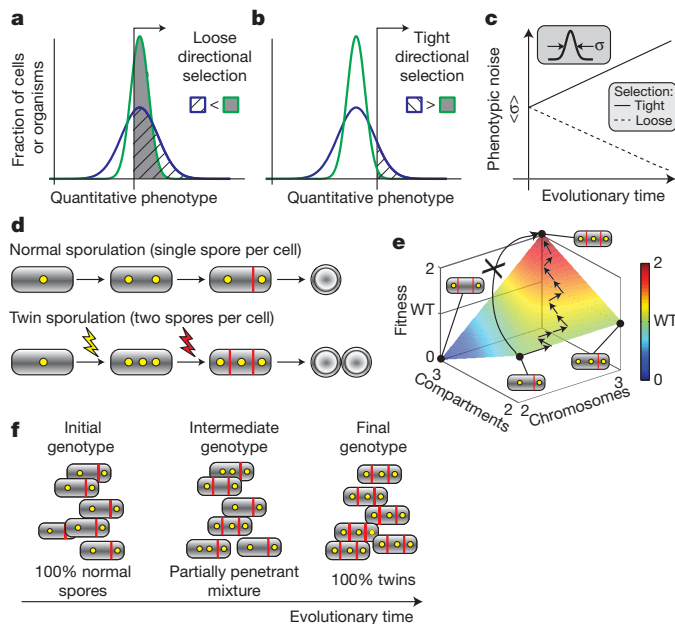 a
Loose
directional
selection
<
Fraction of cells
or organisms
Quantitative phenotype
b
Tight
directional
selection
>
Quantitative phenotype
c
σ
Phenotypic noise
<σ>
Selection:
Tight
Loose
Evolutionary time
d
Normal sporulation (single spore per cell)
Twin sporulation (two spores per cell)
e
2
WT
0
Fitness
3
Compartments
2
2
Chromosomes
3
2
WT
0
f
Initial
genotype
Intermediate
genotype
Final
genotype
100% normal
spores
Partially penetrant
mixture
100% twins
Evolutionary time